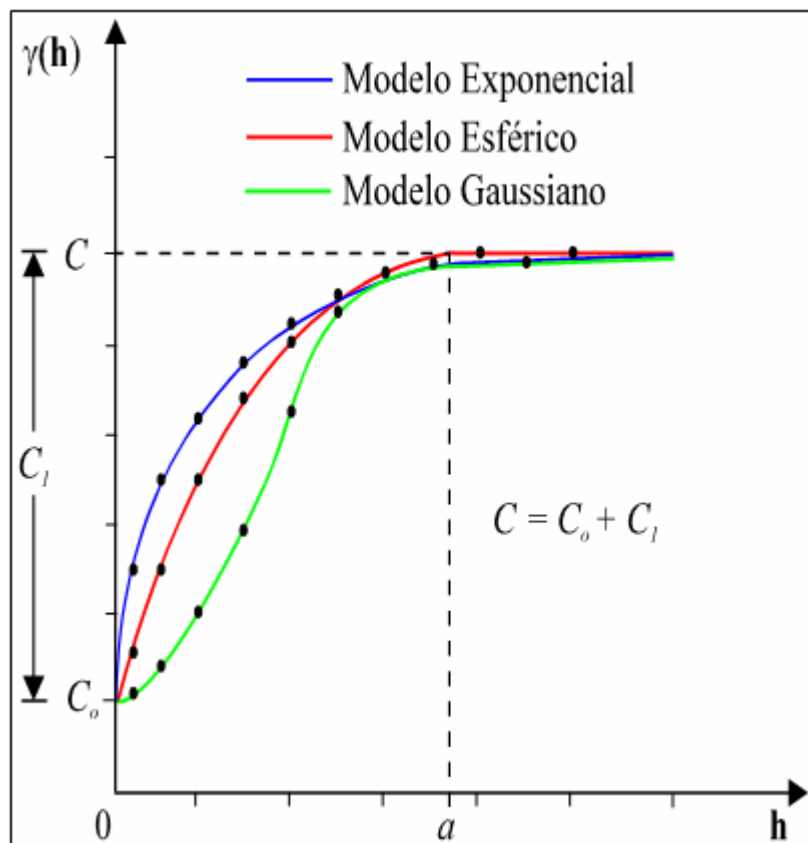 γ(h)
Modelo Exponencial
Modelo Esférico
Modelo Gaussiano
C
C₁
C = Cₒ + C₁
Cₒ
0
a
h